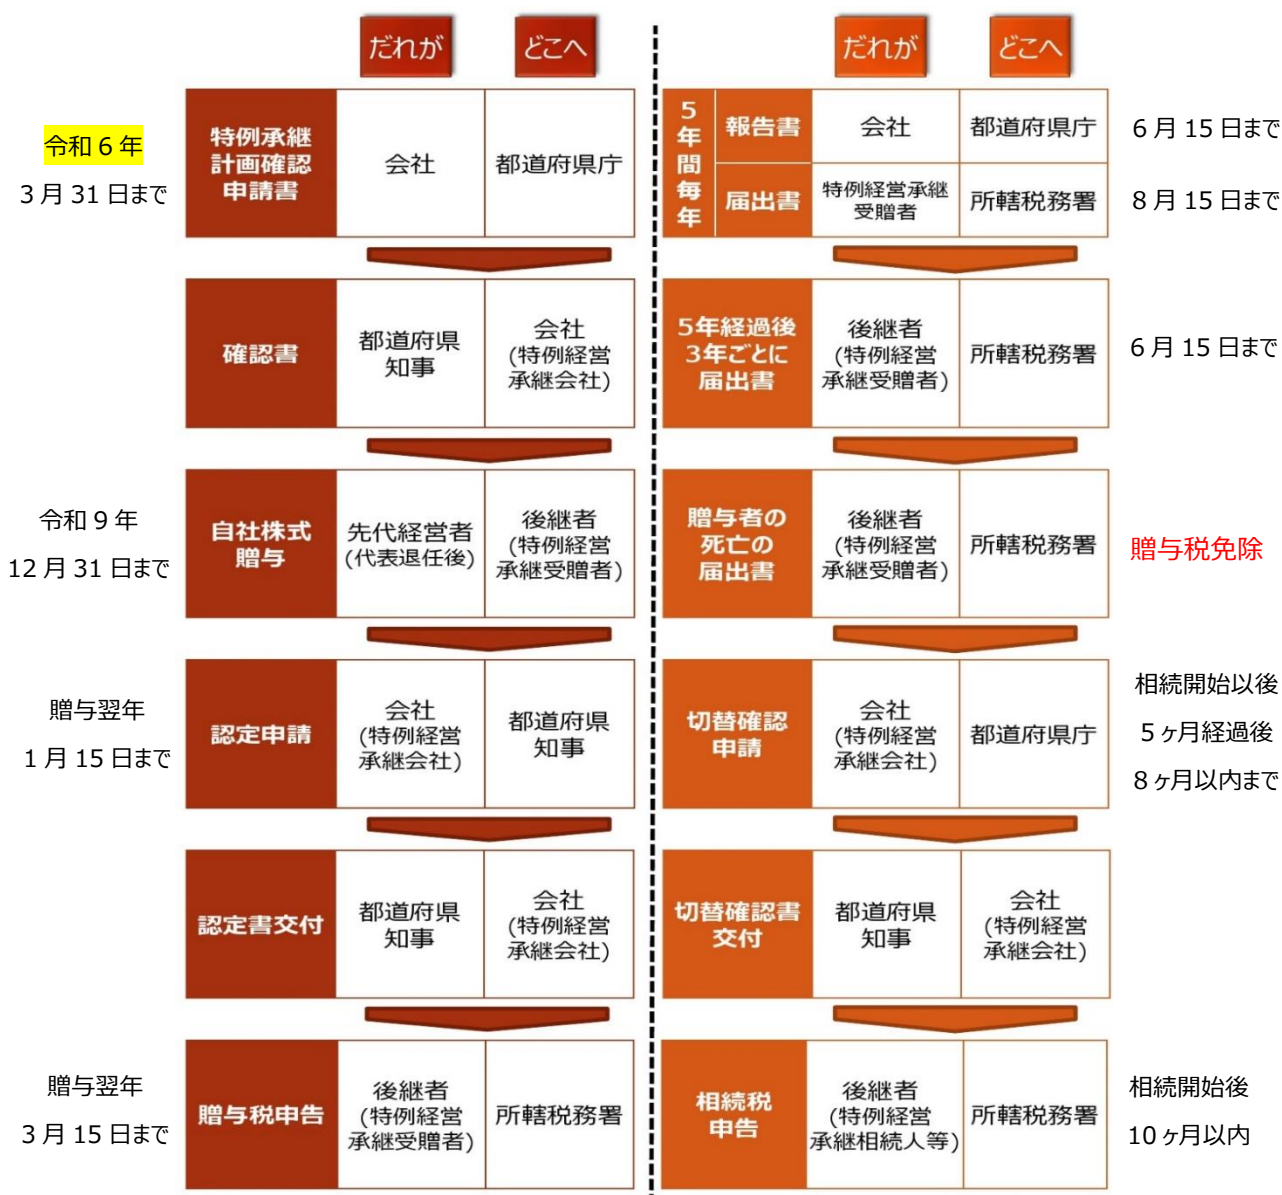 だれが
どこへ
令和 6 年
3 月 31 日まで
特例承継
計画確認
申請書
会社
都道府県庁
確認書
都道府県
知事
会社
(特例経営
承継会社)
令和 9 年
12 月 31 日まで
自社株式
贈与
先代経営者
(代表退任後)
後継者
(特例経営
承継受贈者)
贈与翌年
1 月 15 日まで
認定申請
会社
(特例経営
承継会社)
都道府県
知事
認定書交付
都道府県
知事
会社
(特例経営
承継会社)
贈与翌年
3 月 15 日まで
贈与税申告
後継者
(特例経営
承継受贈者)
所轄税務署
だれが
どこへ
5
年
間
毎
年
報告書
会社
都道府県庁
6 月 15 日まで
届出書
特例経営承継
受贈者
所轄税務署
8 月 15 日まで
5年経過後
3年ごとに
届出書
後継者
(特例経営
承継受贈者)
所轄税務署
6 月 15 日まで
贈与者の
死亡の
届出書
後継者
(特例経営
承継受贈者)
所轄税務署
贈与税免除
切替確認
申請
会社
(特例経営
承継会社)
都道府県庁
相続開始以後
5 ヶ月経過後
8 ヶ月以内まで
切替確認書
交付
都道府県
知事
会社
(特例経営
承継会社)
相続税
申告
後継者
(特例経営
承継相続人等)
所轄税務署
相続開始後
10 ヶ月以内